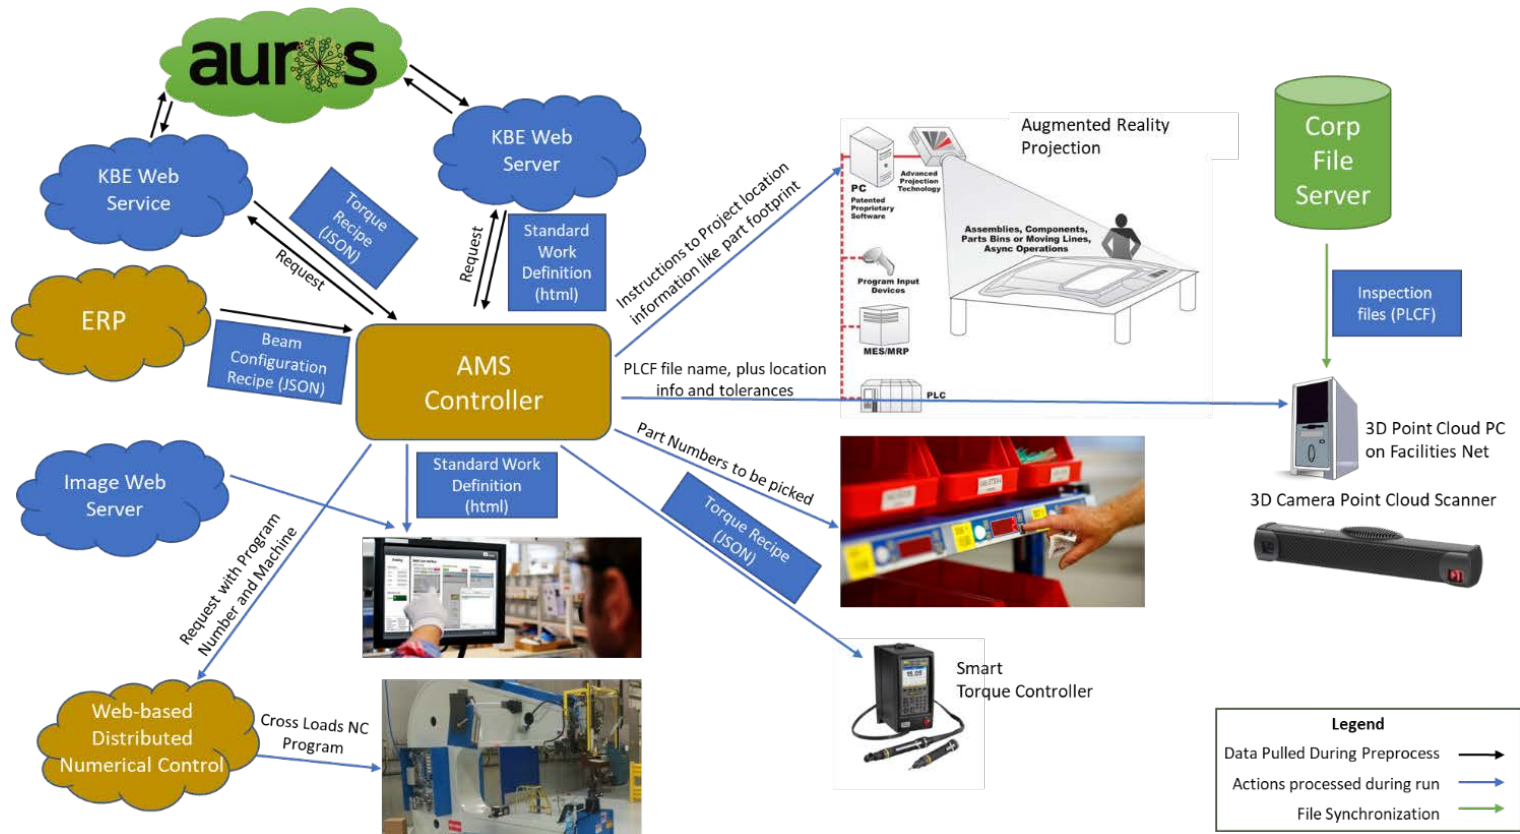 auros
KBE Web
Service
KBE Web
Server
Torque
Recipe
(JSON)
Request
Request
Standard
Work
Definition
(html)
ERP
Beam
Configuration
Recipe (JSON)
AMS
Controller
Instructions to Project location
information like part footprint
Augmented Reality
Projection
PC
Patented
Proprietary
Software
Advanced
Projection
Technology
Assemblies, Components,
Parts Bins or Moving Lines,
Async Operations
Program Input
Devices
MES/MRP
PLC
Corp
File
Server
Inspection
files (PLCF)
PLCF file name, plus location
info and tolerances
3D Point Cloud PC
on Facilities Net
3D Camera Point Cloud Scanner
Part Numbers to be picked
Torque Recipe
(JSON)
Standard Work
Definition
(html)
Image Web
Server
Request with Program
Number and Machine
Web-based
Distributed
Numerical Control
Cross Loads NC
Program
15.05
Smart
Torque Controller
Legend
Data Pulled During Preprocess
Actions processed during run
File Synchronization